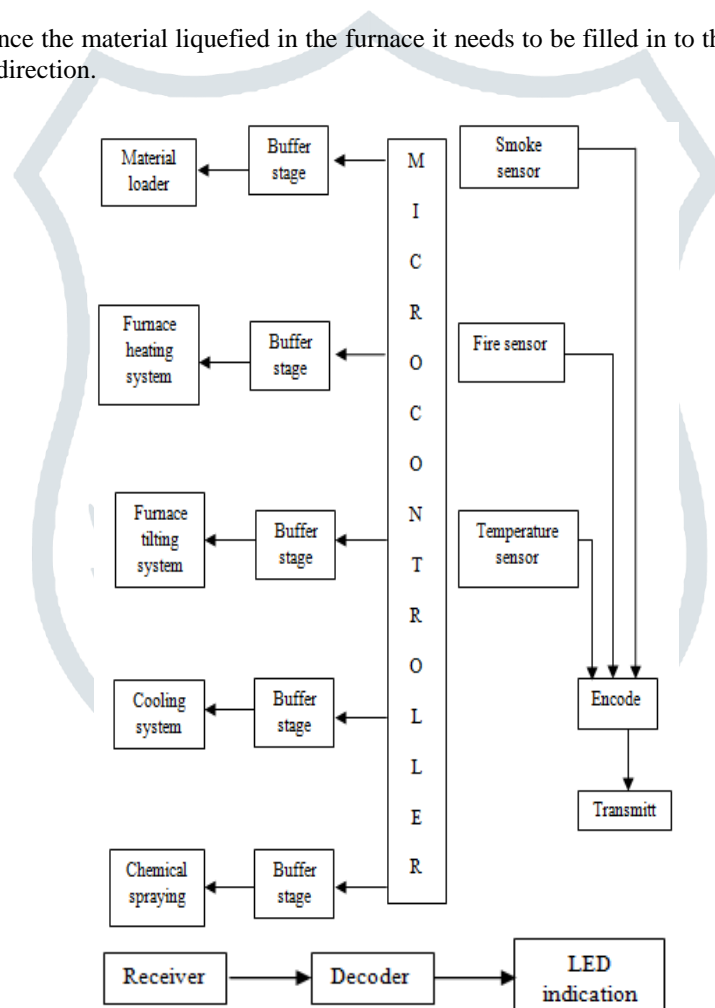 nce the material liquefied in the furnace it needs to be filled in to th
direction.
Material
loader
Buffer
stage
M
I
C
R
O
C
O
N
T
R
O
L
L
E
R
Smoke
sensor
Furnace
heating
system
Buffer
stage
Fire sensor
Furnace
tilting
system
Buffer
stage
Temperature
sensor
Cooling
system
Buffer
stage
Encode
Transmitt
Chemical
spraying
Buffer
stage
Receiver
Decoder
LED
indication